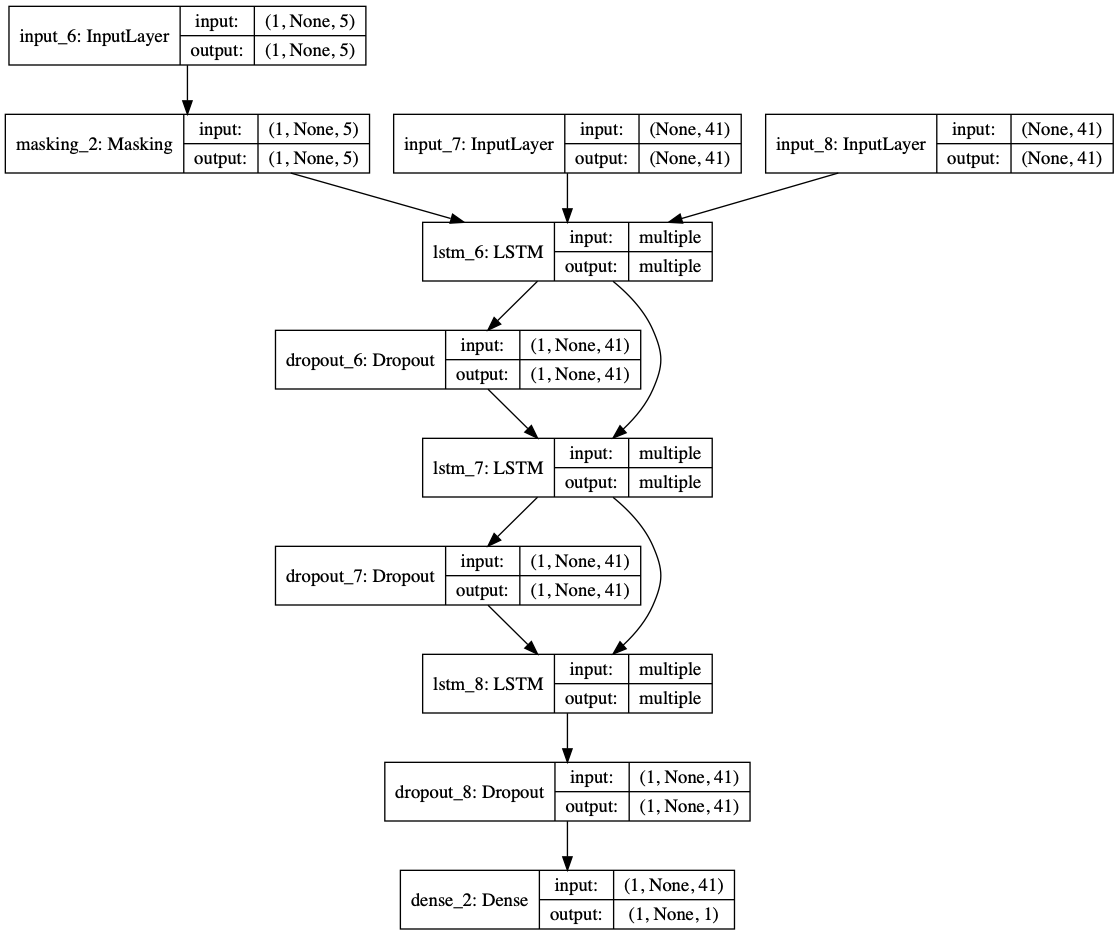 input_6: InputLayer
input: (1, None, 5)
output: (1, None, 5)
masking_2: Masking
input: (1, None, 5)
output: (1, None, 5)
input_7: InputLayer
input: (None, 41)
output: (None, 41)
input_8: InputLayer
input: (None, 41)
output: (None, 41)
lstm_6: LSTM
input: multiple
output: multiple
dropout_6: Dropout
input: (1, None, 41)
output: (1, None, 41)
lstm_7: LSTM
input: multiple
output: multiple
dropout_7: Dropout
input: (1, None, 41)
output: (1, None, 41)
lstm_8: LSTM
input: multiple
output: multiple
dropout_8: Dropout
input: (1, None, 41)
output: (1, None, 41)
dense_2: Dense
input: (1, None, 41)
output: (1, None, 1)